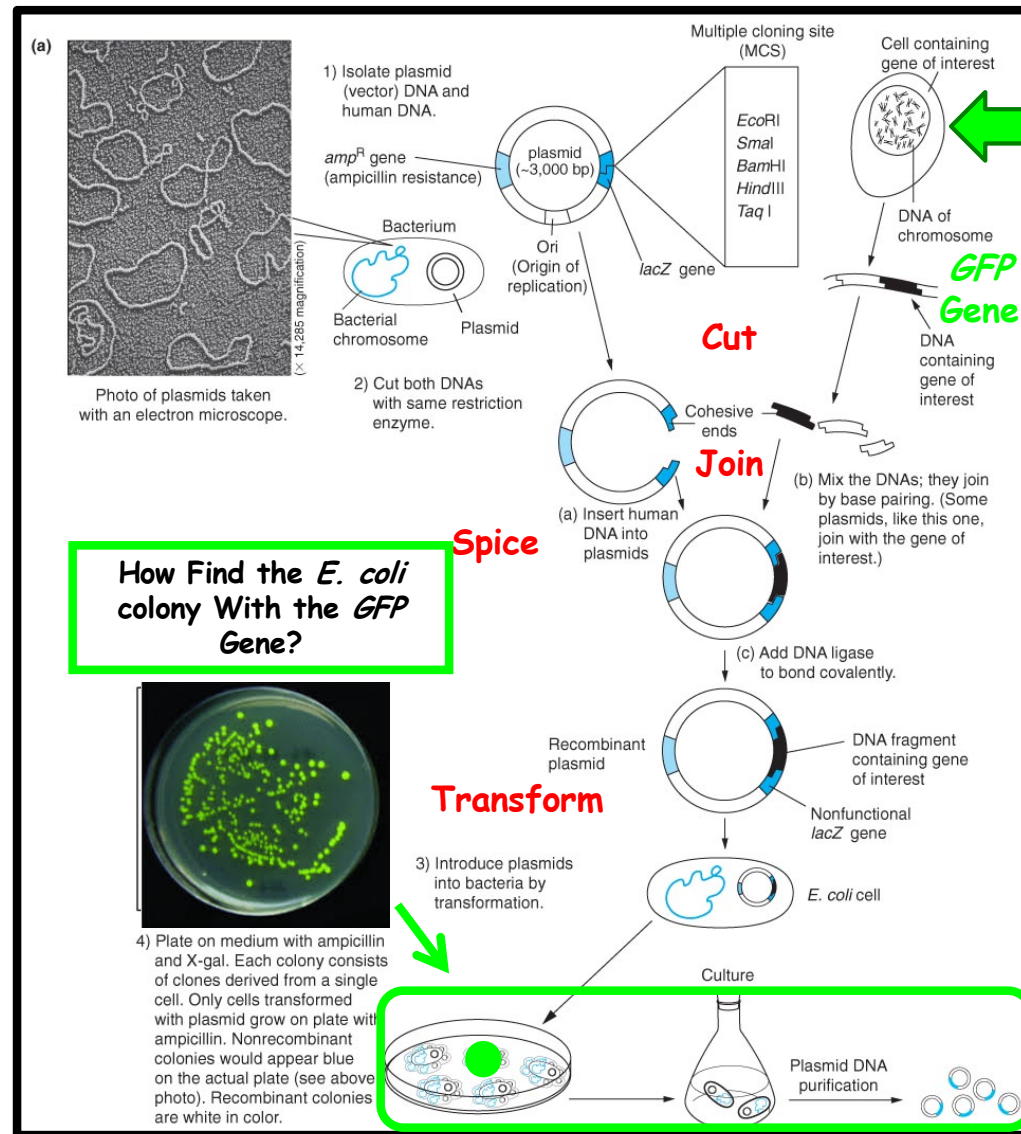 (a)
1) Isolate plasmid
(vector) DNA and
human DNA.
ampR gene
(ampicillin resistance)
plasmid
(~3,000 bp)
Ori
(Origin of
replication)
lacZ gene
Multiple cloning site
(MCS)
EcoRI
SmaI
BamHI
HindIII
Taq I
Cell containing
gene of interest
DNA of
chromosome
GFP
Gene
DNA
containing
gene of
interest
Bacterium
Bacterial
chromosome
Plasmid
(× 14,285 magnification)
Photo of plasmids taken
with an electron microscope.
Cut
2) Cut both DNAs
with same restriction
enzyme.
Cohesive
ends
Join
(a) Insert human
DNA into
plasmids
(b) Mix the DNAs; they join
by base pairing. (Some
plasmids, like this one,
join with the gene of
interest.)
Spice
How Find the E. coli
colony With the GFP
Gene?
(c) Add DNA ligase
to bond covalently.
Recombinant
plasmid
DNA fragment
containing gene
of interest
Nonfunctional
lacZ gene
Transform
3) Introduce plasmids
into bacteria by
transformation.
E. coli cell
4) Plate on medium with ampicillin
and X-gal. Each colony consists
of clones derived from a single
cell. Only cells transformed
with plasmid grow on plate with
ampicillin. Nonrecombinant
colonies would appear blue
on the actual plate (see above
photo). Recombinant colonies
are white in color.
Culture
Plasmid DNA
purification